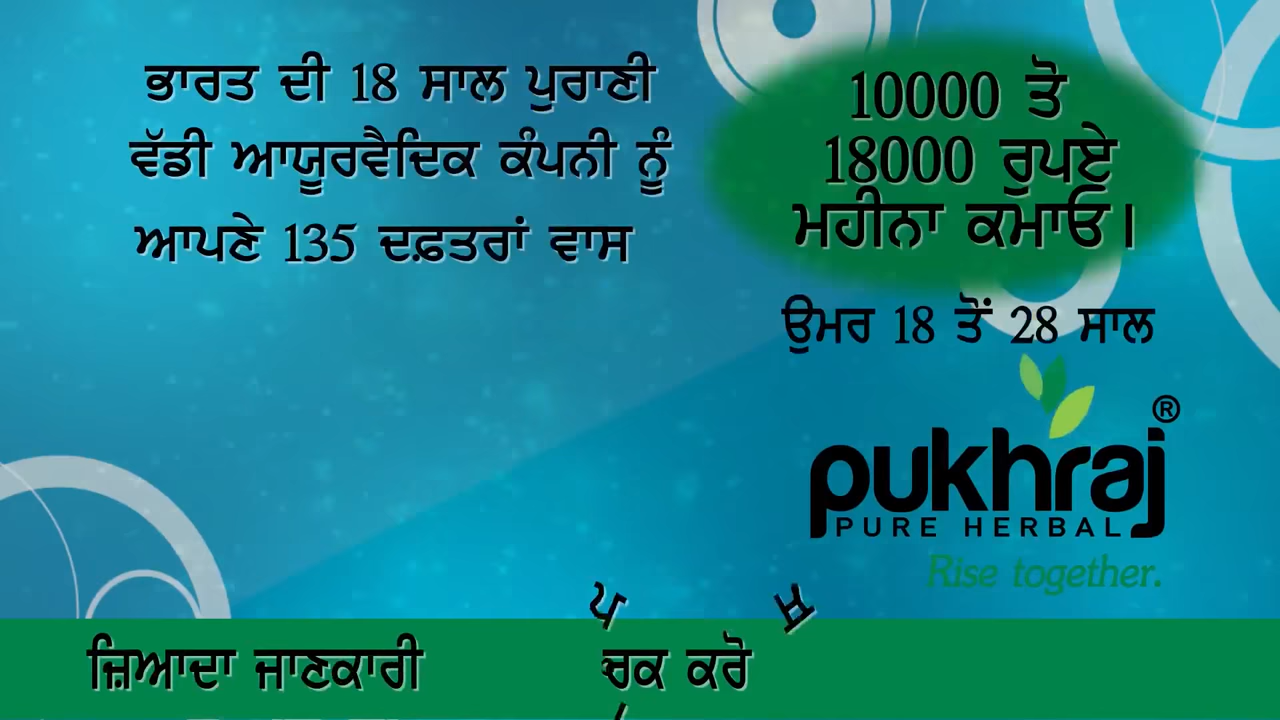 ਭਾਰਤ ਦੀ 18 ਸਾਲ ਪੁਰਾਣੀ
ਵੱਡੀ ਆਯੂਰਵੈਦਿਕ ਕੰਪਨੀ ਨੂੰ
ਆਪਣੇ 135 ਦਫ਼ਤਰਾਂ ਵਾਸ
10000 ਤੋ
18000 ਰੁਪਏ
ਮਹੀਨਾ ਕਮਾਓ।
ਉਮਰ 18 ਤੋਂ 28 ਸਾਲ
pukhraj®
PURE HERBAL
Rise together.
ਜ਼ਿਆਦਾ ਜਾਣਕਾਰੀ ਕਰੋ